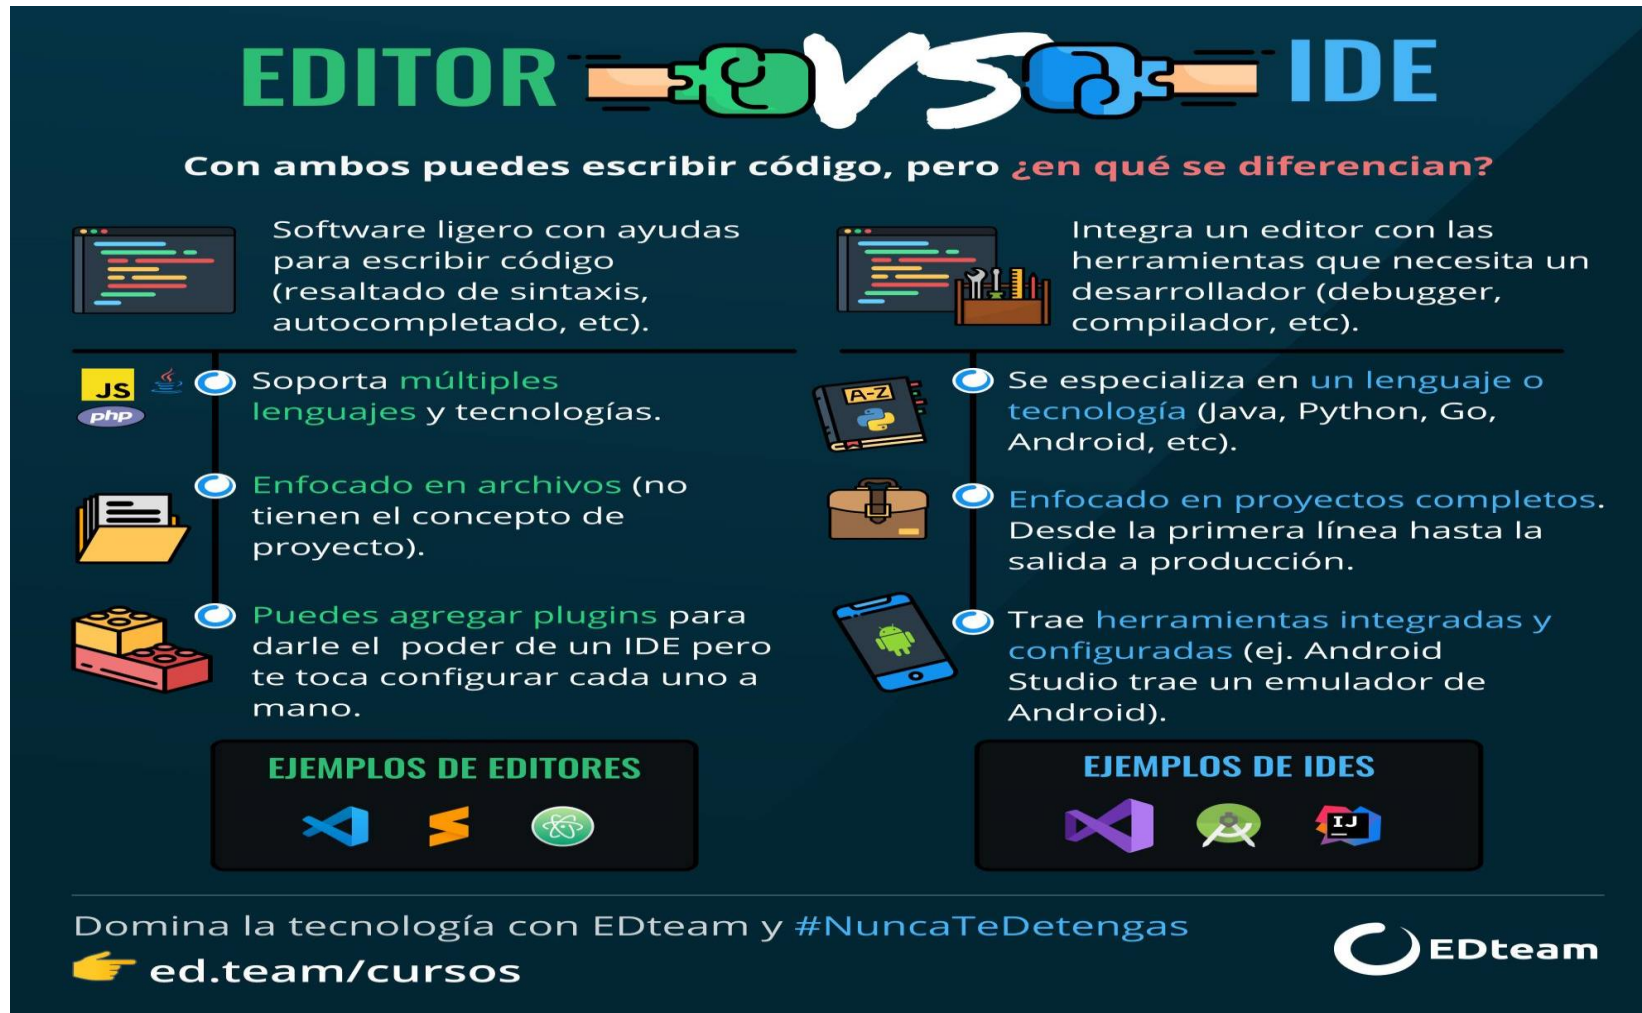 EDITOR VS IDE
Con ambos puedes escribir código, pero ¿en qué se diferencian?
Software ligero con ayudas
para escribir código
(resaltado de sintaxis,
autocompletado, etc).
JS
php
Soporta múltiples
lenguajes y tecnologías.
Enfocado en archivos (no
tienen el concepto de
proyecto).
Puedes agregar plugins para
darle el  poder de un IDE pero
te toca configurar cada uno a
mano.
EJEMPLOS DE EDITORES
Integra un editor con las
herramientas que necesita un
desarrollador (debugger,
compilador, etc).
A-Z
Se especializa en un lenguaje o
tecnología (Java, Python, Go,
Android, etc).
Enfocado en proyectos completos.
Desde la primera línea hasta la
salida a producción.
Trae herramientas integradas y
configuradas (ej. Android
Studio trae un emulador de
Android).
EJEMPLOS DE IDES
IJ
Domina la tecnología con EDteam y #NuncaTeDetengas
ed.team/cursos
EDteam